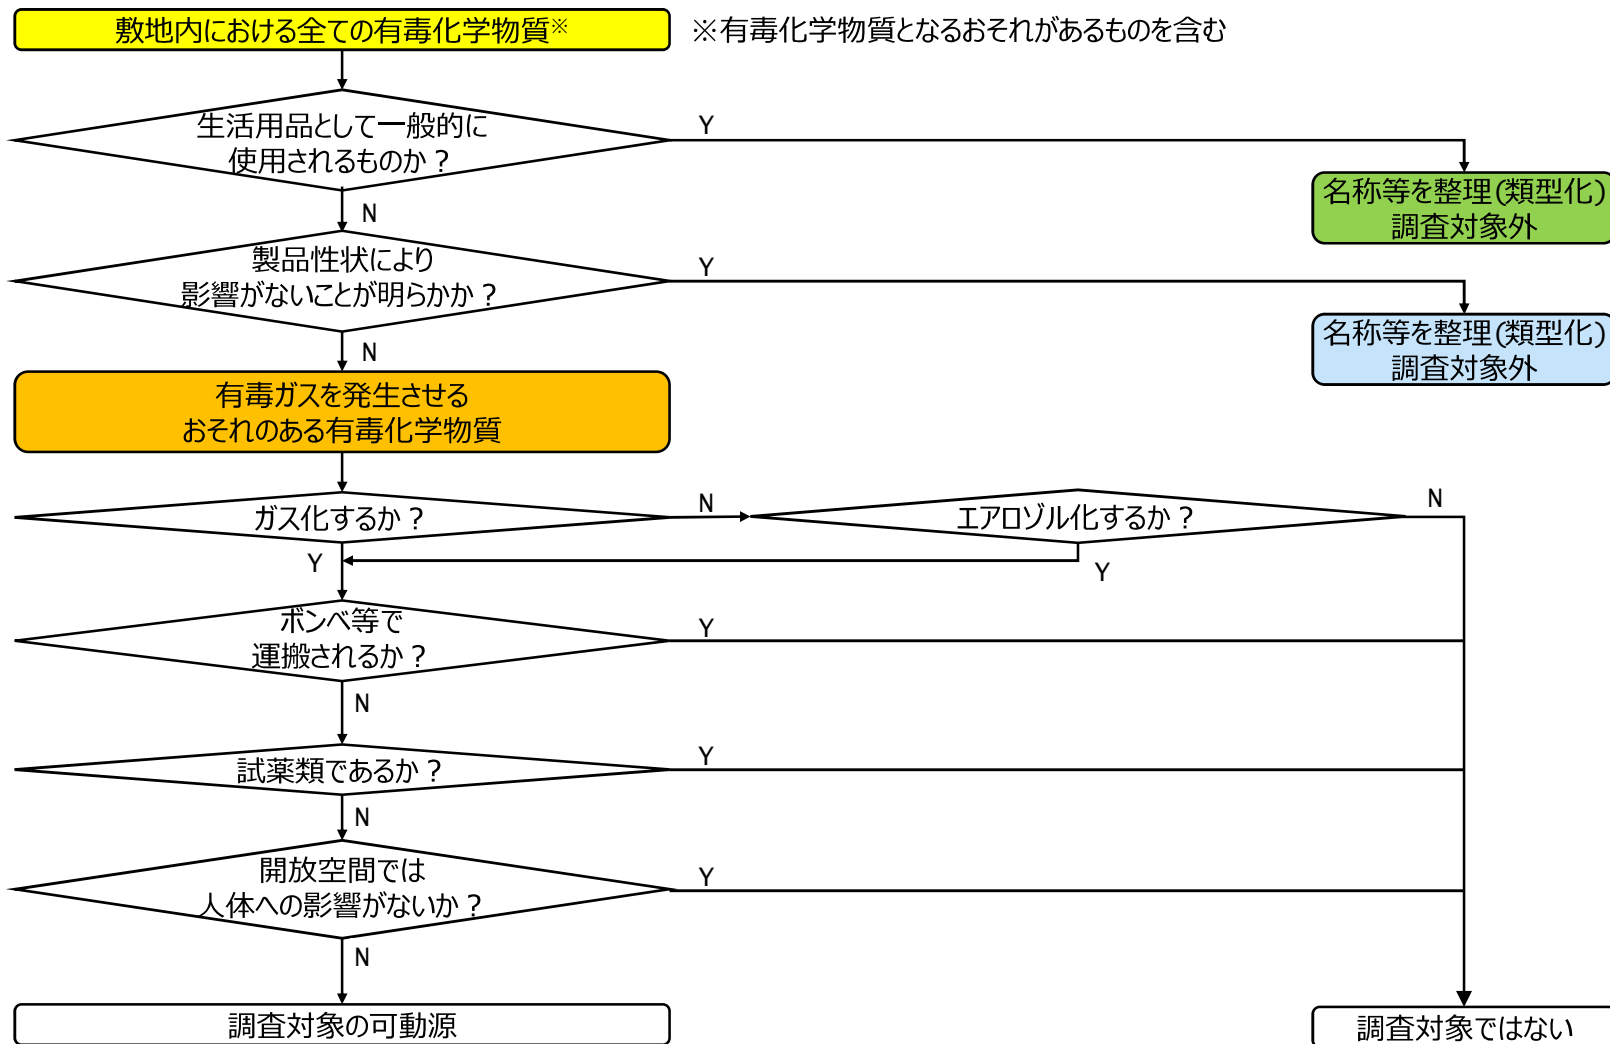 敷地内における全ての有毒化学物質※
※有毒化学物質となるおそれがあるものを含む
生活用品として一般的に
使用されるものか？
Y
N
名称等を整理(類型化)
調査対象外
製品性状により
影響がないことが明らかか？
Y
N
名称等を整理(類型化)
調査対象外
有毒ガスを発生させる
おそれのある有毒化学物質
ガス化するか？
N
エアロゾル化するか？
N
Y
Y
ボンベ等で
運搬されるか？
Y
N
試薬類であるか？
Y
N
開放空間では
人体への影響がないか？
Y
N
調査対象の可動源
調査対象ではない